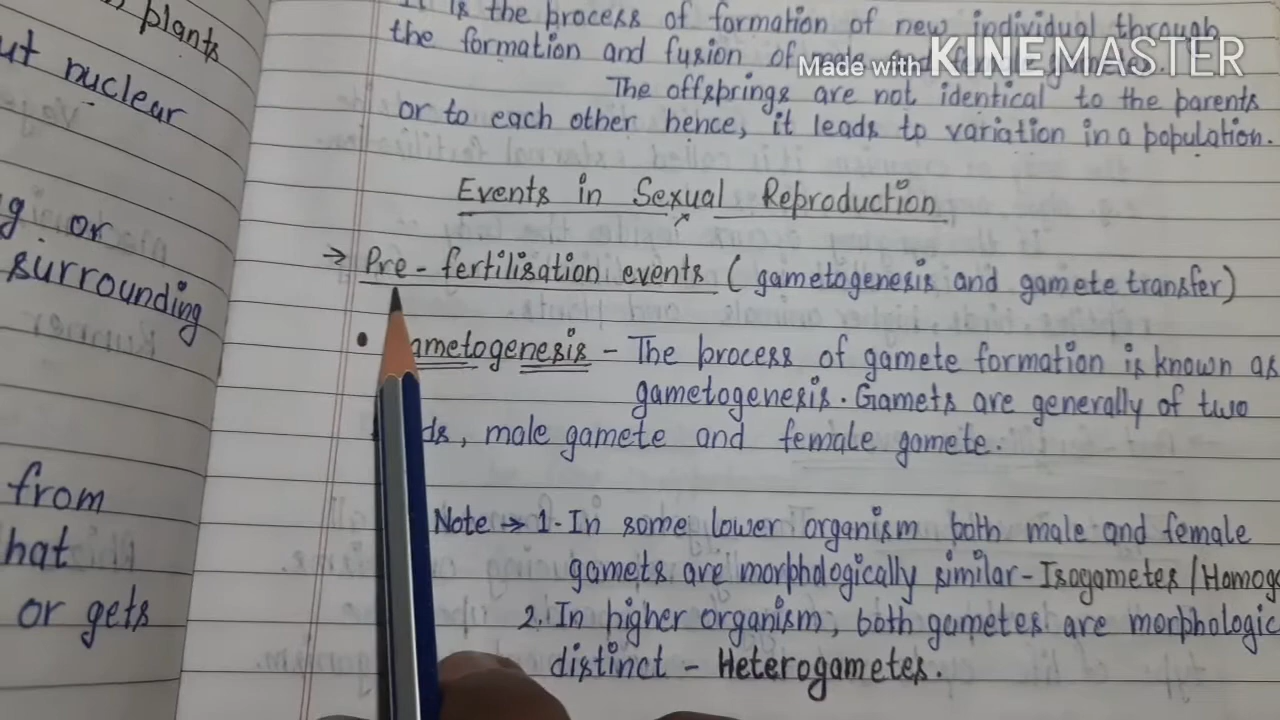 plants
ut nuclear
g or
surrounding
from
hat
or gets
It is the process of formation of new individual through
the formation and fusion of
Made with KINEMASTER
The offsprings are not identical to the parents
or to each other hence, it leads to variation in a population.
Events in Sexual Reproduction
→ Pre-fertilisation events (gametogenesis and gamete transfer)
• ametogenesis - The process of gamete formation is known as
gametogenesis. Gamets are generally of two
ds, male gamete and female gamete.
Note → 1. In some lower organism both male and female
gamets are morphologically similar - Isogametes/Homog
2. In higher organism, both gametes are morphologic
distinct - Heterogametes.